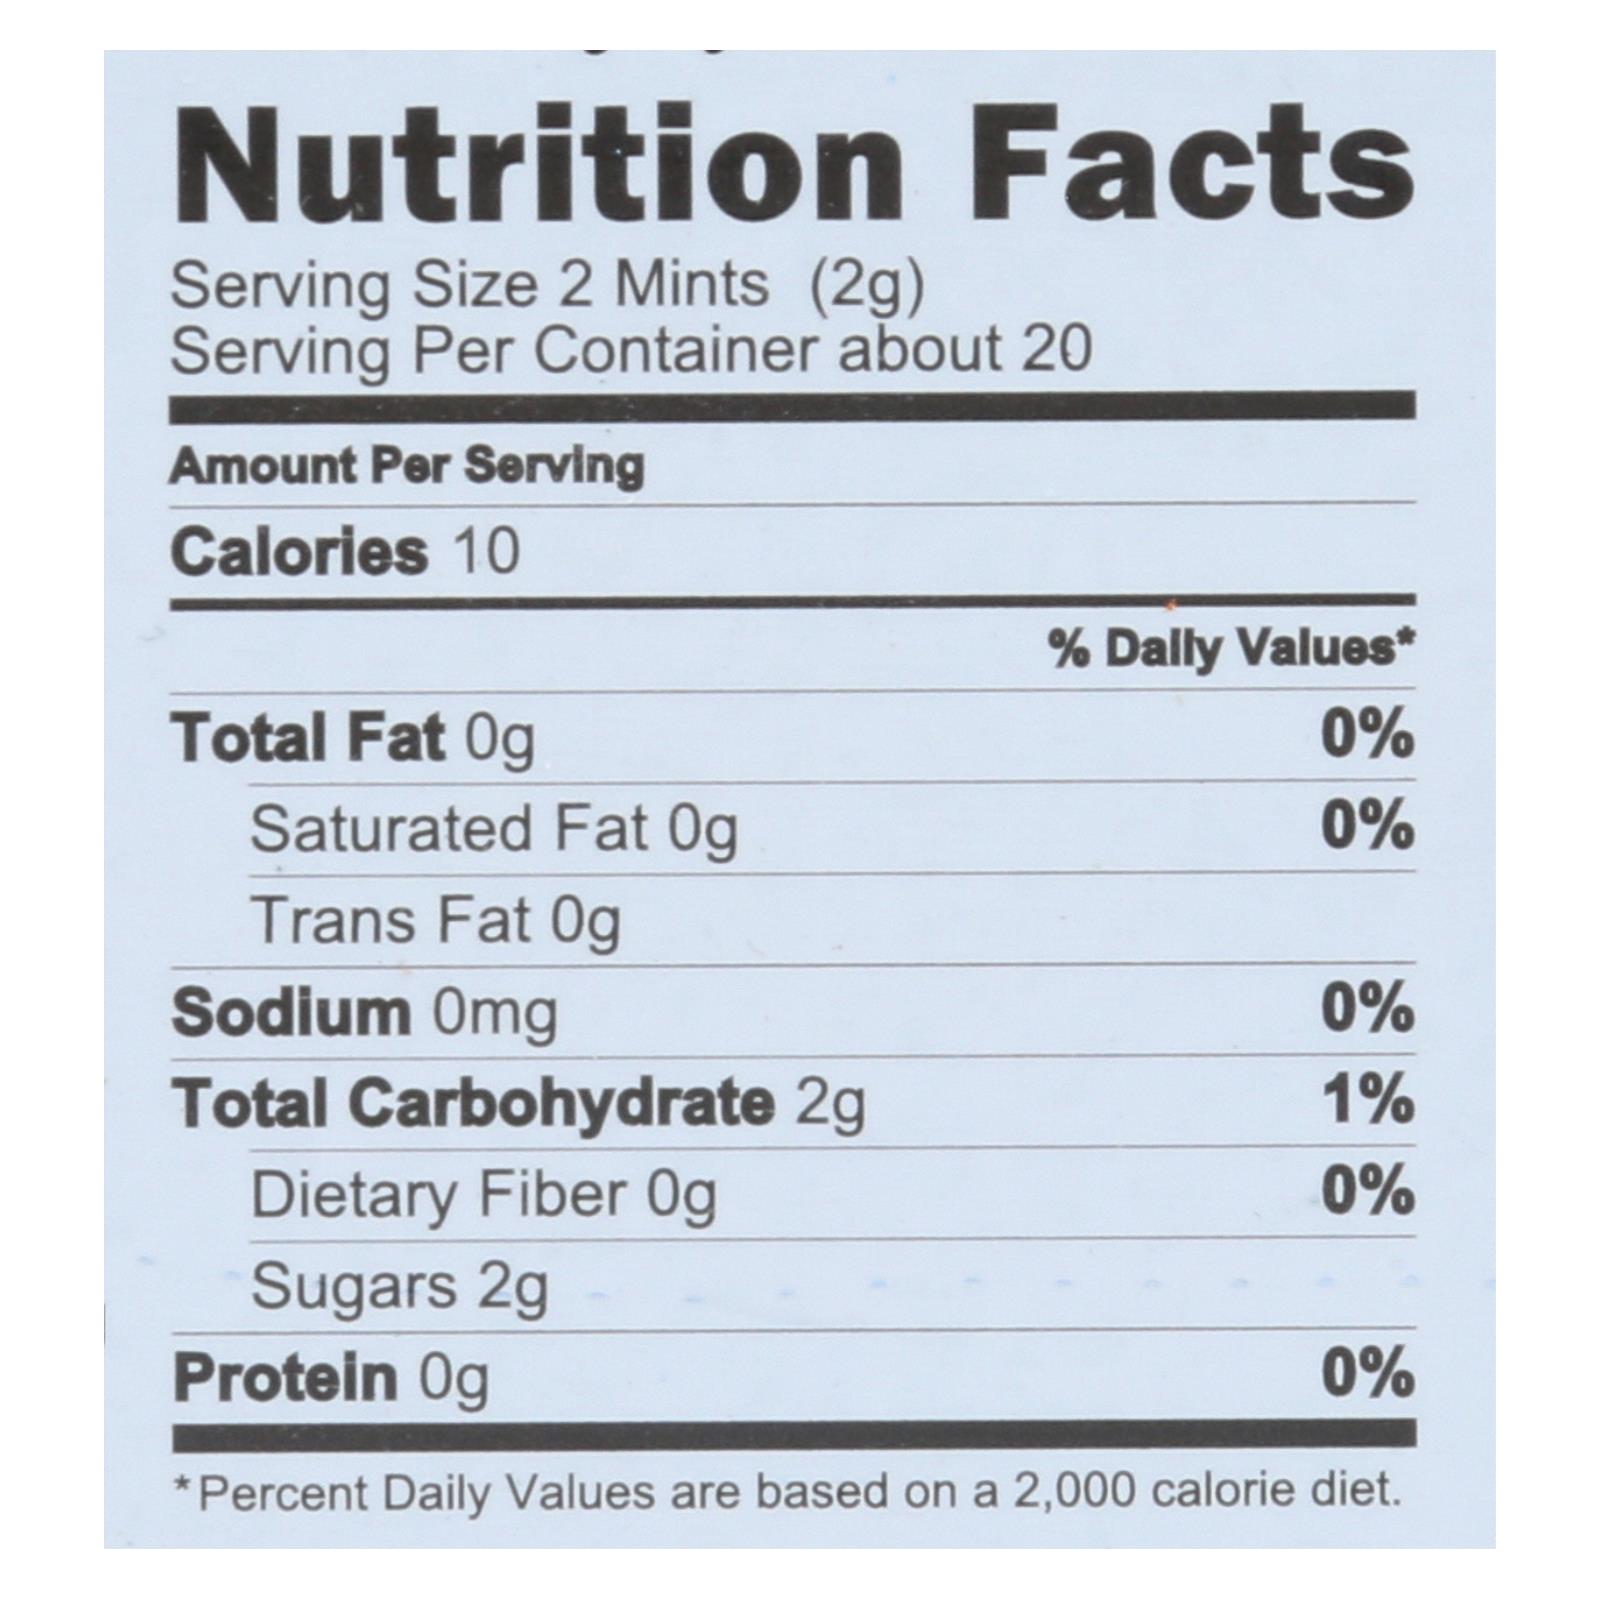 Nutrition Facts
Serving Size 2 Mints (2g)
Serving Per Container about 20
Amount Per Serving
Calories 10
% Daily Values*
Total Fat 0g 0%
Saturated Fat 0g 0%
Trans Fat 0g
Sodium 0mg 0%
Total Carbohydrate 2g 1%
Dietary Fiber 0g 0%
Sugars 2g
Protein 0g 0%
*Percent Daily Values are based on a 2,000 calorie diet.